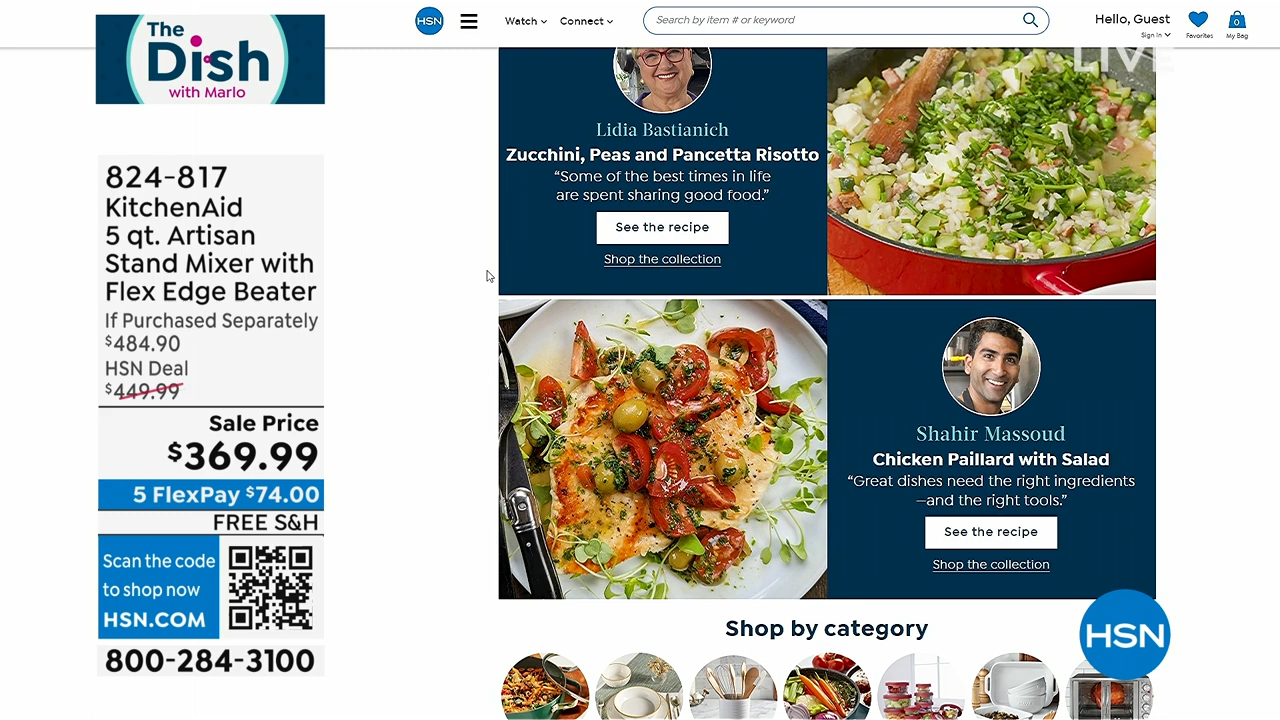 The
Dish
with Marlo
824-817
KitchenAid
5 qt. Artisan
Stand Mixer with
Flex Edge Beater
If Purchased Separately
$484.90
HSN Deal
$449.99
Sale Price
$369.99
5 FlexPay $74.00
FREE S&H
Scan the code
to shop now
HSN.COM
800-284-3100
HSN
Watch
Connect
Search by item # or keyword
Hello, Guest
Sign In
Favorites
0
My Bag
LIVE
Lidia Bastianich
Zucchini, Peas and Pancetta Risotto
“Some of the best times in life
are spent sharing good food.”
See the recipe
Shop the collection
Shahir Massoud
Chicken Paillard with Salad
“Great dishes need the right ingredients
—and the right tools.”
See the recipe
Shop the collection
Shop by category
HSN